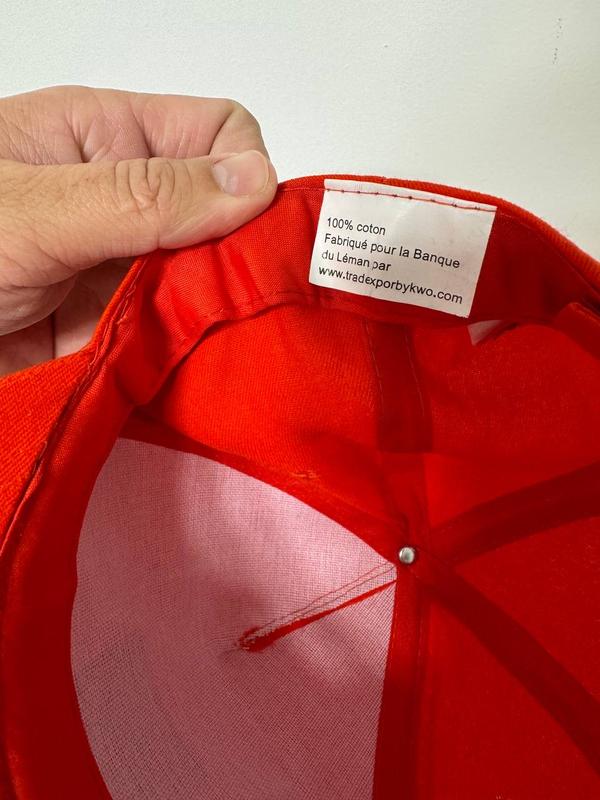 100% coton
Fabriqué pour la Banque
du Léman par
www.tradexporbykwo.com